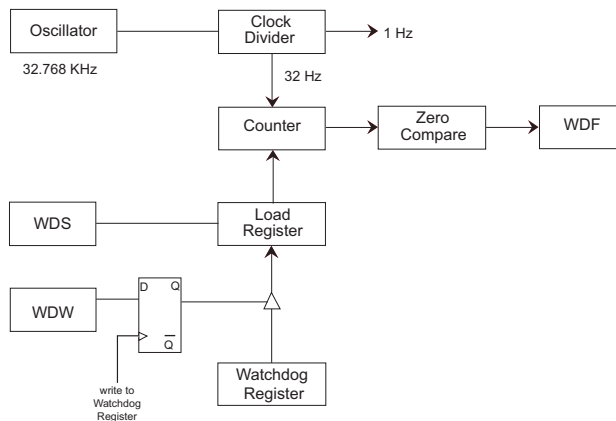 Oscillator
Clock
Divider
1 Hz
32.768 KHz
32 Hz
Counter
Zero
Compare
WDF
WDS
Load
Register
WDW
D
Q
Q
write to
Watchdog
Register
Watchdog
Register